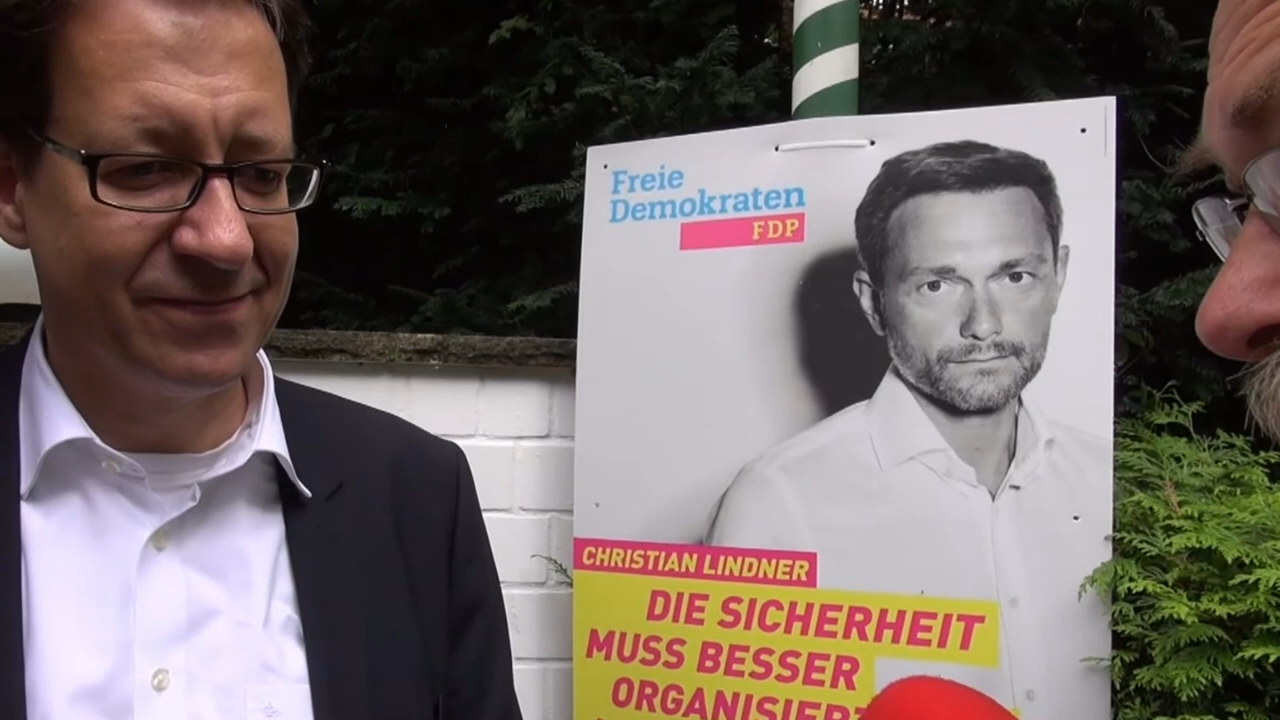 Freie
Demokraten
FDP
CHRISTIAN LINDNER
DIE SICHERHEIT
MUSS BESSER